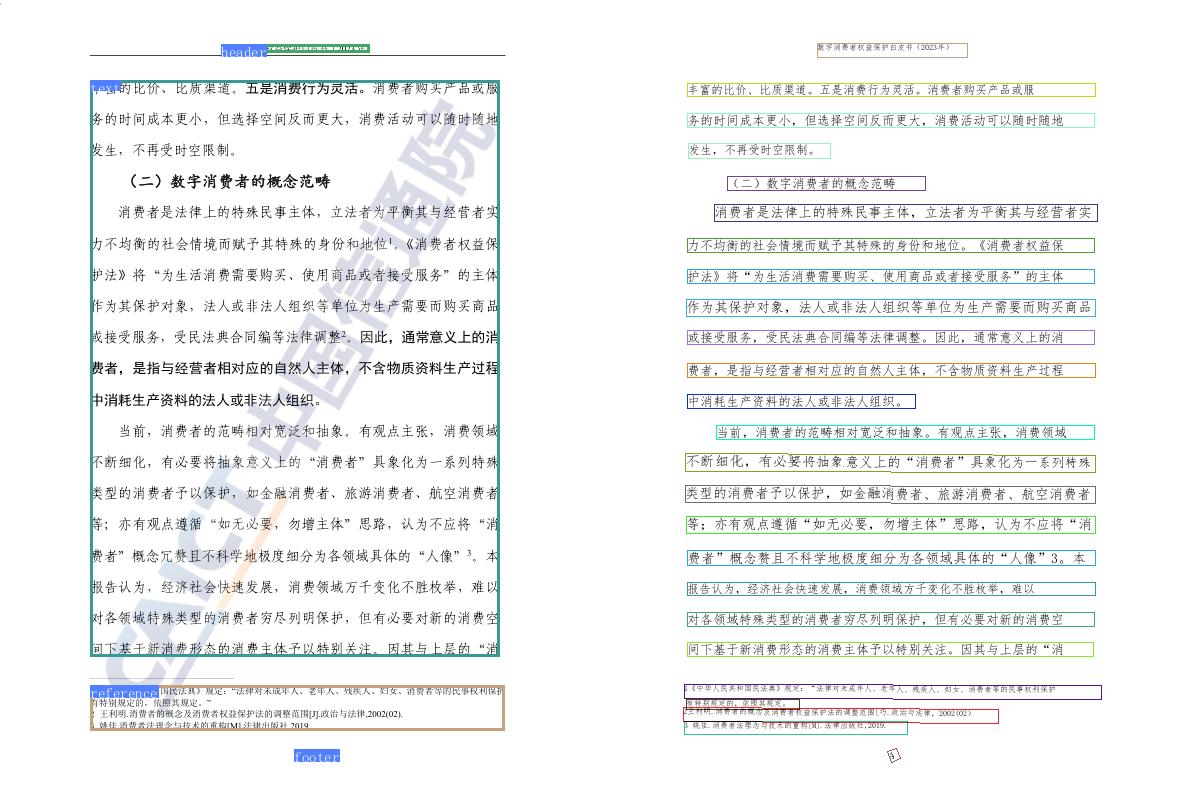 header
text
的比价、比质渠道。五是消费行为灵活。消费者购买产品或服
务的时间成本更小，但选择空间反而更大，消费活动可以随时随地
发生，不再受时空限制。
（二）数字消费者的概念范畴
消费者是法律上的特殊民事主体，立法者为平衡其与经营者实
力不均衡的社会情境而赋予其特殊的身份和地位¹。《消费者权益保
护法》将“为生活消费需要购买、使用商品或者接受服务”的主体
作为其保护对象，法人或非法人组织等单位为生产需要而购买商品
或接受服务，受民法典合同编等法律调整²。因此，通常意义上的消
费者，是指与经营者相对应的自然人主体，不含物质资料生产过程
中消耗生产资料的法人或非法人组织。
当前，消费者的范畴相对宽泛和抽象。有观点主张，消费领域
不断细化，有必要将抽象意义上的“消费者”具象化为一系列特殊
类型的消费者予以保护，如金融消费者、旅游消费者、航空消费者
等；亦有观点遵循“如无必要，勿增主体”思路，认为不应将“消
费者”概念冗赘且不科学地极度细分为各领域具体的“人像”³。本
报告认为，经济社会快速发展，消费领域万千变化不胜枚举，难以
对各领域特殊类型的消费者穷尽列明保护，但有必要对新的消费空
间下基于新消费形态的消费主体予以特别关注。因其与上层的“消
CAICT 中国信通院
reference
国民法典》规定：“法律对未成年人、老年人、残疾人、妇女、消费者等的民事权利保护
有特别规定的，依照其规定。”
2 王利明.消费者的概念及消费者权益保护法的调整范围[J].政治与法律,2002(02).
3 姚佳.消费者法理念与技术的重构[M].法律出版社,2019.
footer
数字消费者权益保护白皮书（2023年）
丰富的比价、比质渠道。五是消费行为灵活。消费者购买产品或服
务的时间成本更小，但选择空间反而更大，消费活动可以随时随地
发生，不再受时空限制。
（二）数字消费者的概念范畴
消费者是法律上的特殊民事主体，立法者为平衡其与经营者实
力不均衡的社会情境而赋予其特殊的身份和地位。《消费者权益保
护法》将“为生活消费需要购买、使用商品或者接受服务”的主体
作为其保护对象，法人或非法人组织等单位为生产需要而购买商品
或接受服务，受民法典合同编等法律调整。因此，通常意义上的消
费者，是指与经营者相对应的自然人主体，不含物质资料生产过程
中消耗生产资料的法人或非法人组织。
当前，消费者的范畴相对宽泛和抽象。有观点主张，消费领域
不断细化，有必要将抽象意义上的“消费者”具象化为一系列特殊
类型的消费者予以保护，如金融消费者、旅游消费者、航空消费者
等；亦有观点遵循“如无必要，勿增主体”思路，认为不应将“消
费者”概念赘且不科学地极度细分为各领域具体的“人像”3。本
报告认为，经济社会快速发展，消费领域万千变化不胜枚举，难以
对各领域特殊类型的消费者穷尽列明保护，但有必要对新的消费空
间下基于新消费形态的消费主体予以特别关注。因其与上层的“消
1《中华人民共和国民法典》规定：“法律对未成年人、老年人、残疾人、妇女、消费者等的民事权利保护
有特别规定的，依照其规定。
2王利明.消费者的概念及消费者权益保护法的调整范围[巧.政治与法律，2002(02)
3 姚佳.消费者法理念与技术的重构[M].法律出版社,2019.